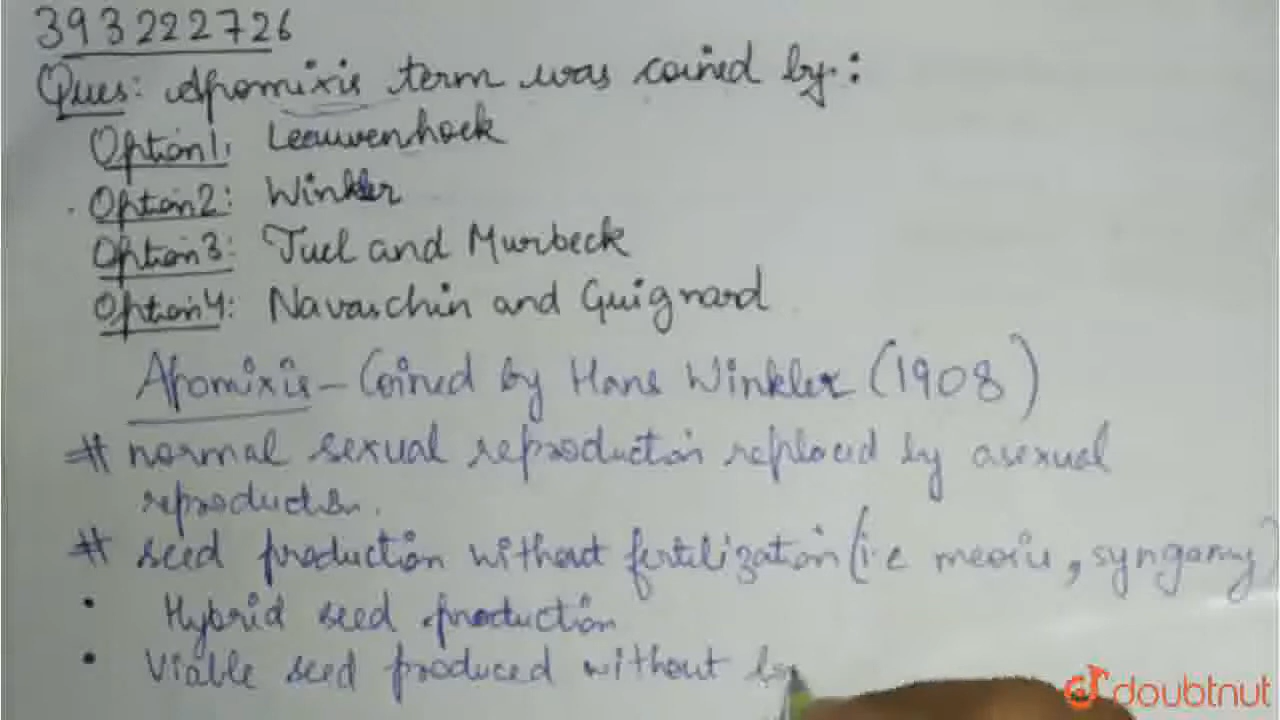 393222726
Ques: Apomixis term was coined by:
Option1: Leeuwenhoek
Option2: Winkler
Option3: Juel and Murbeck
Option4: Navaschin and Guignard
Apomixis - Coined by Hans Winkler (1908)
# normal sexual reproduction replaced by asexual
reproduction.
# seed production without fertilization (i.e meosis, syngamy)
• Hybrid seed production
• Viable seed produced without
doubtnut